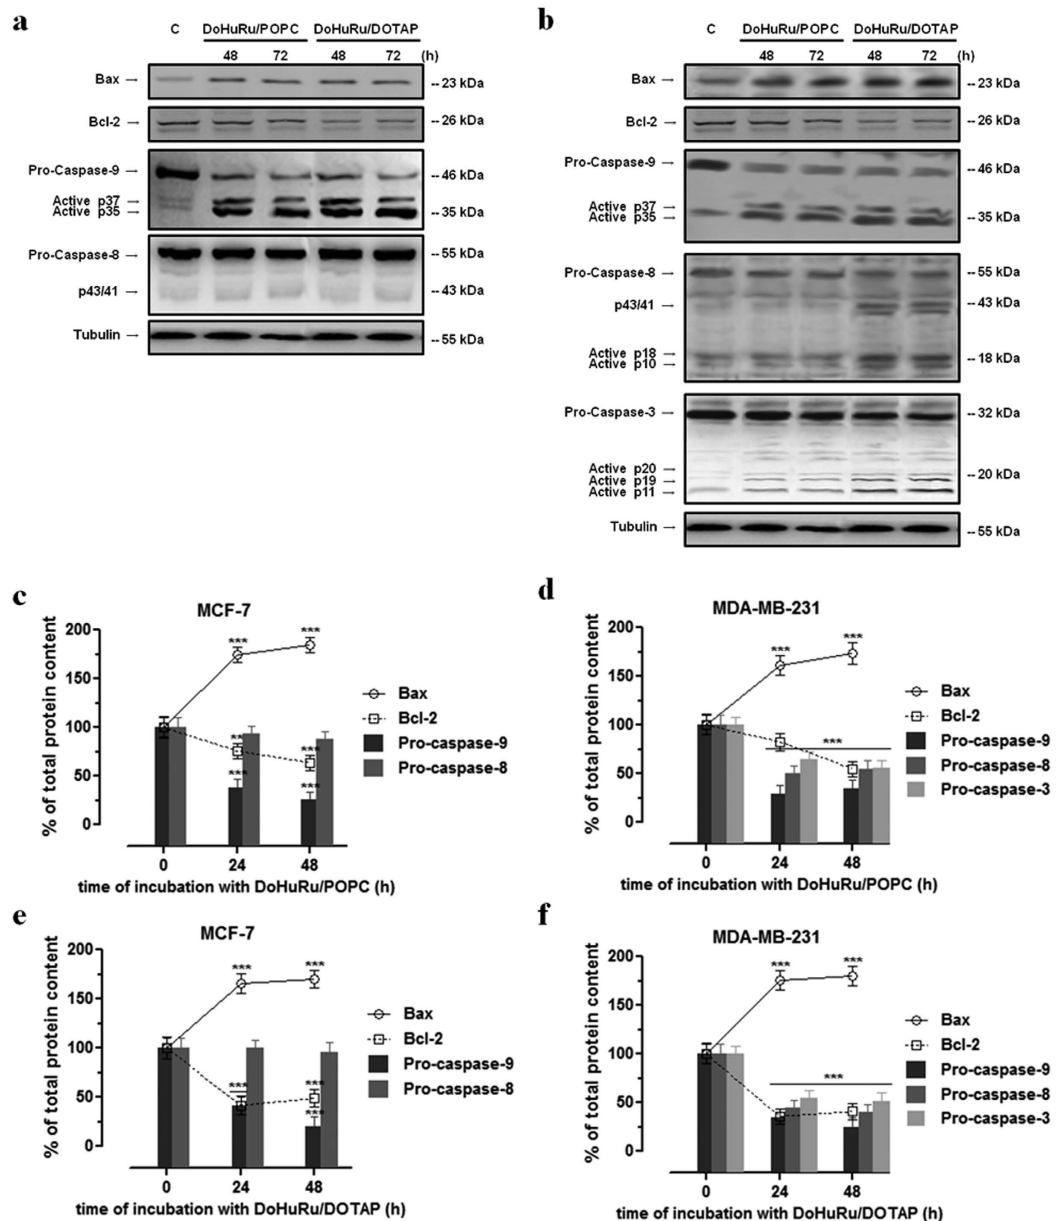 a
C DoHuRu/POPC DoHuRu/DOTAP
48 72 48 72 (h)
Bax → -- 23 kDa
Bcl-2 → -- 26 kDa
Pro-Caspase-9 → -- 46 kDa
Active p37 →
Active p35 → -- 35 kDa
Pro-Caspase-8 → -- 55 kDa
p43/41 → -- 43 kDa
Tubulin → -- 55 kDa
b
C DoHuRu/POPC DoHuRu/DOTAP
48 72 48 72 (h)
Bax → -- 23 kDa
Bcl-2 → -- 26 kDa
Pro-Caspase-9 → -- 46 kDa
Active p37 →
Active p35 → -- 35 kDa
Pro-Caspase-8 → -- 55 kDa
p43/41 → -- 43 kDa
Active p18 → -- 18 kDa
Active p10 →
Pro-Caspase-3 → -- 32 kDa
Active p20 → -- 20 kDa
Active p19 →
Active p11 →
Tubulin → -- 55 kDa
c
MCF-7
% of total protein content
200
150
100
50
0
*** ***
** ***
*** ***
Bax
Bcl-2
Pro-caspase-9
Pro-caspase-8
0 24 48
time of incubation with DoHuRu/POPC (h)
d
MDA-MB-231
% of total protein content
200
150
100
50
0
*** ***
***
Bax
Bcl-2
Pro-caspase-9
Pro-caspase-8
Pro-caspase-3
0 24 48
time of incubation with DoHuRu/POPC (h)
e
MCF-7
% of total protein content
200
150
100
50
0
*** ***
*** ***
***
Bax
Bcl-2
Pro-caspase-9
Pro-caspase-8
0 24 48
time of incubation with DoHuRu/DOTAP (h)
f
MDA-MB-231
% of total protein content
200
150
100
50
0
*** ***
***
Bax
Bcl-2
Pro-caspase-9
Pro-caspase-8
Pro-caspase-3
0 24 48
time of incubation with DoHuRu/DOTAP (h)